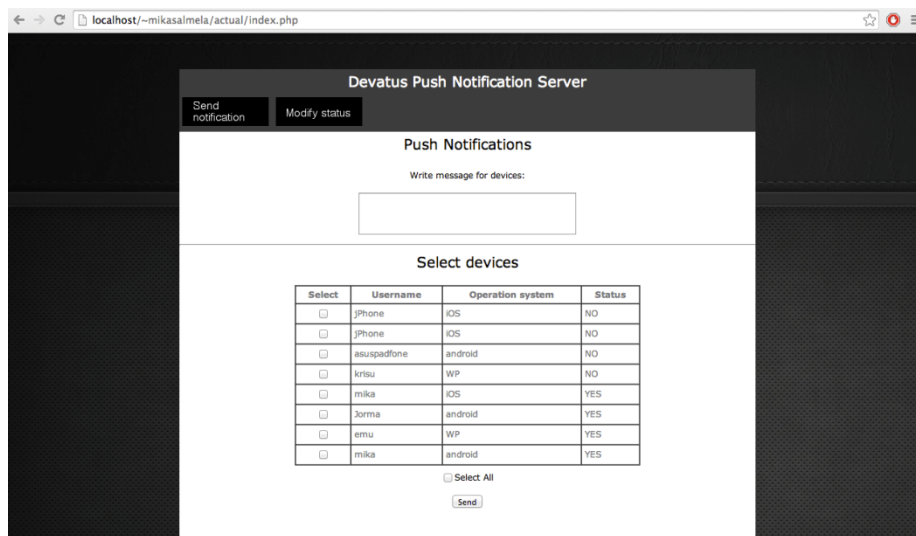 localhost/~mikasalmela/actual/index.php
Devatus Push Notification Server
Send
notification
Modify status
Push Notifications
Write message for devices:
Select devices
Select Username Operation system Status
jPhone iOS NO
jPhone iOS NO
asuspadfone android NO
krisu WP NO
mika iOS YES
Jorma android YES
emu WP YES
mika android YES
Select All
Send